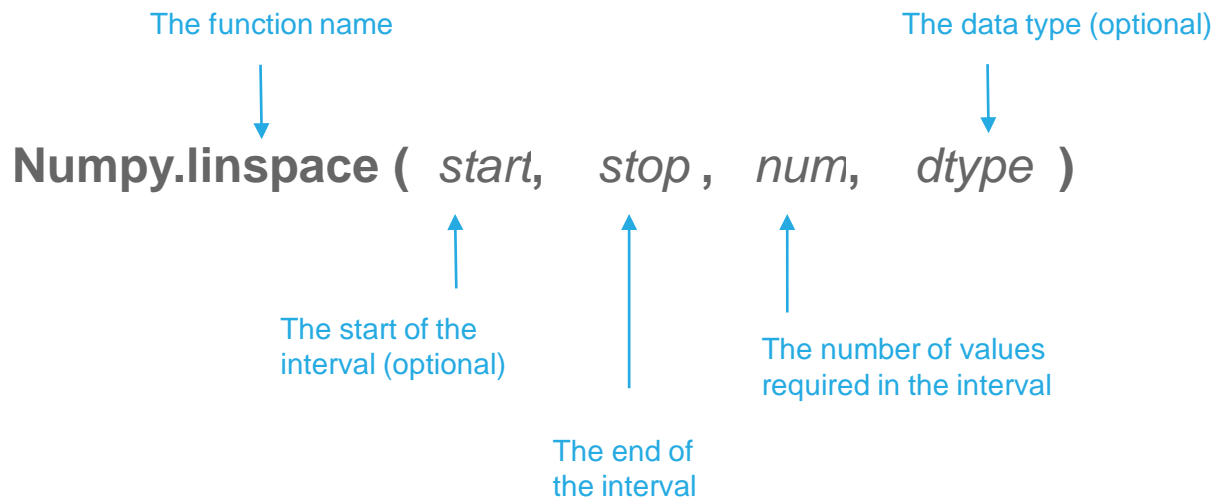 The function name
The data type (optional)
Numpy.linspace ( start, stop , num, dtype )
The start of the
interval (optional)
The number of values
required in the interval
The end of
the interval